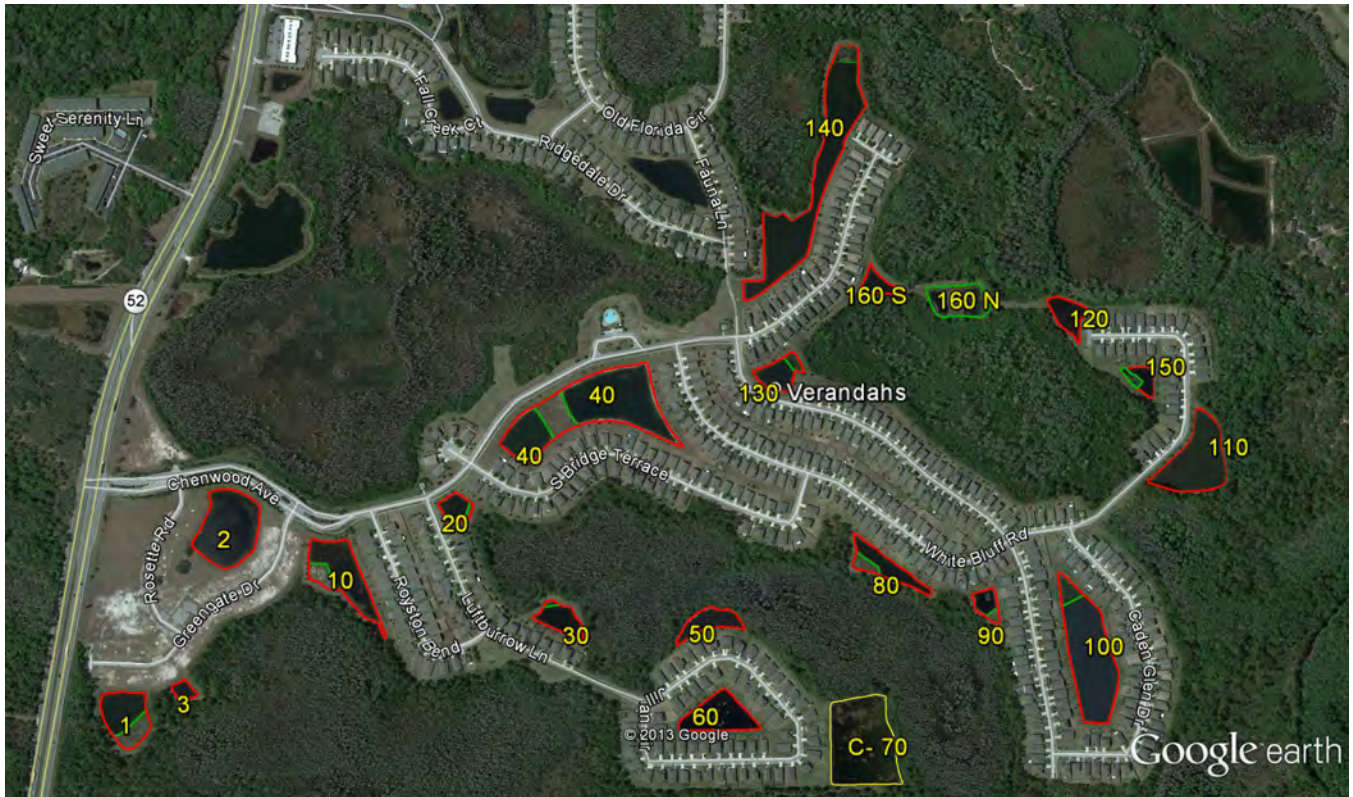 Sweet Serenity Ln
Fall Creek Ct
Old Florida Cir
Ridgedale Dr
Fauna Ln
140
52
160 S
160 N
120
150
130
Verandahs
40
40
110
S Bridge Terrace
Chenwood Ave
20
2
White Bluff Rd
Rosette Rd
10
80
Greengate Dr
Royston Bend
Luftburrow Ln
30
50
90
100
Caden Glen Dr
3
1
60
© 2013 Google
C- 70
Google earth